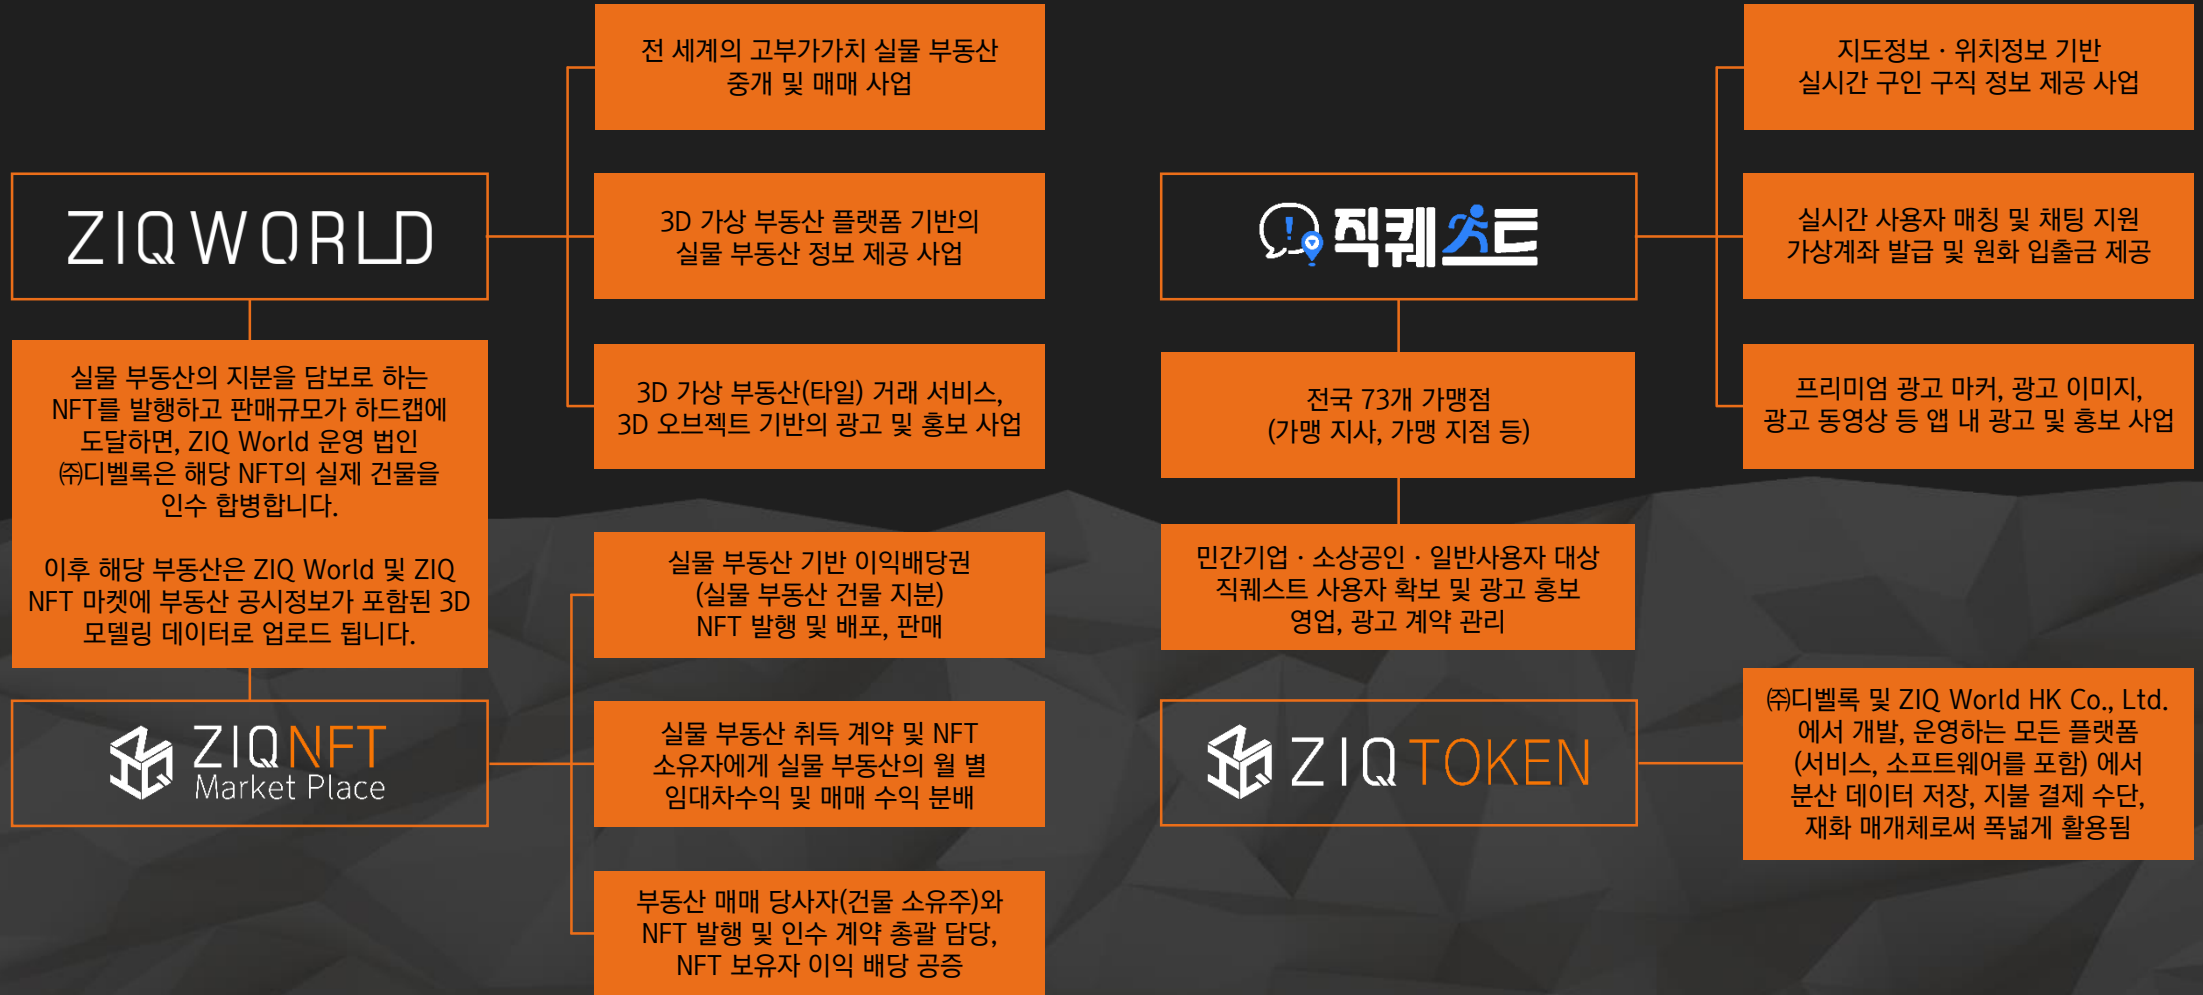 전 세계의 고부가가치 실물 부동산
중개 및 매매 사업
ZIQ WORLD
3D 가상 부동산 플랫폼 기반의
실물 부동산 정보 제공 사업
3D 가상 부동산(타일) 거래 서비스,
3D 오브젝트 기반의 광고 및 홍보 사업
실물 부동산의 지분을 담보로 하는
NFT를 발행하고 판매규모가 하드캡에
도달하면, ZIQ World 운영 법인
㈜디벨록은 해당 NFT의 실제 건물을
인수 합병합니다.
이후 해당 부동산은 ZIQ World 및 ZIQ
NFT 마켓에 부동산 공시정보가 포함된 3D
모델링 데이터로 업로드 됩니다.
ZIQ NFT
Market Place
실물 부동산 기반 이익배당권
(실물 부동산 건물 지분)
NFT 발행 및 배포, 판매
실물 부동산 취득 계약 및 NFT
소유자에게 실물 부동산의 월 별
임대차수익 및 매매 수익 분배
부동산 매매 당사자(건물 소유주)와
NFT 발행 및 인수 계약 총괄 담당,
NFT 보유자 이익 배당 공증
직퀘스트
지도정보 · 위치정보 기반
실시간 구인 구직 정보 제공 사업
실시간 사용자 매칭 및 채팅 지원
가상계좌 발급 및 원화 입출금 제공
프리미엄 광고 마커, 광고 이미지,
광고 동영상 등 앱 내 광고 및 홍보 사업
전국 73개 가맹점
(가맹 지사, 가맹 지점 등)
민간기업 · 소상공인 · 일반사용자 대상
직퀘스트 사용자 확보 및 광고 홍보
영업, 광고 계약 관리
ZIQ TOKEN
㈜디벨록 및 ZIQ World HK Co., Ltd.
에서 개발, 운영하는 모든 플랫폼
(서비스, 소프트웨어를 포함) 에서
분산 데이터 저장, 지불 결제 수단,
재화 매개체로써 폭넓게 활용됨